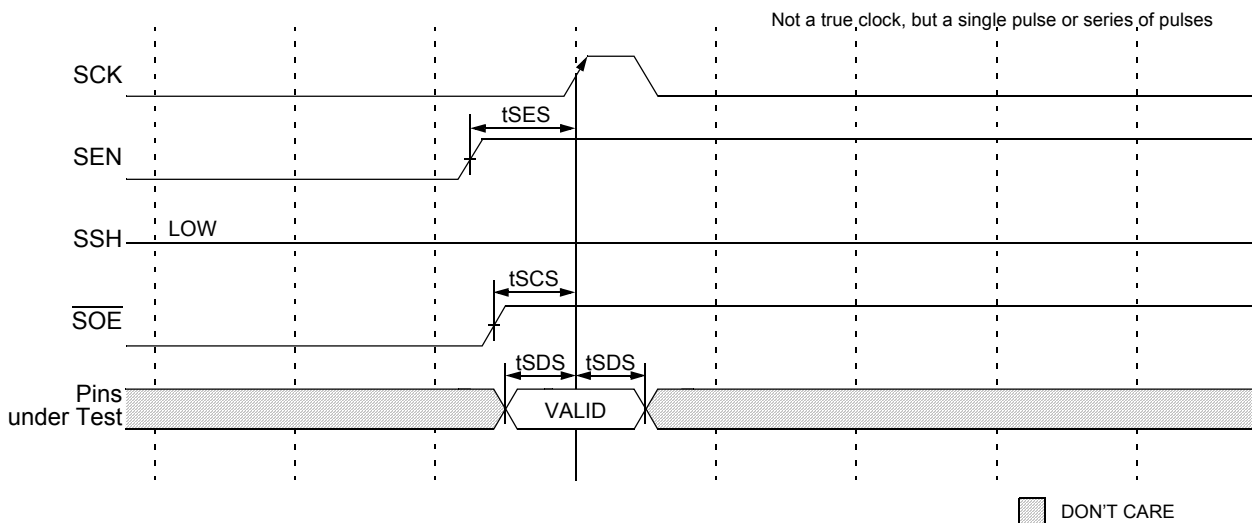 Not a true clock, but a single pulse or series of pulses
SCK
tSES
SEN
LOW
SSH
tSCS
SOE
tSDS tSDS
Pins
under Test
VALID
DON'T CARE